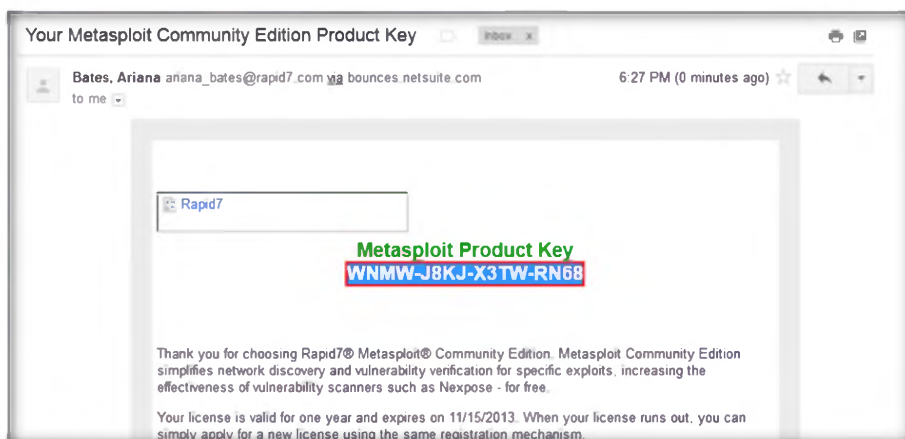 Your Metasploit Community Edition Product Key Inbox x
Bates, Ariana ariana_bates@rapid7.com via bounces.netsuite.com 6:27 PM (0 minutes ago)
to me
Rapid7
Metasploit Product Key
WNMW-J8KJ-X3TW-RN68
Thank you for choosing Rapid7® Metasploit® Community Edition. Metasploit Community Edition
simplifies network discovery and vulnerability verification for specific exploits, increasing the
effectiveness of vulnerability scanners such as Nexpose - for free.
Your license is valid for one year and expires on 11/15/2013. When your license runs out, you can
simply apply for a new license using the same registration mechanism.